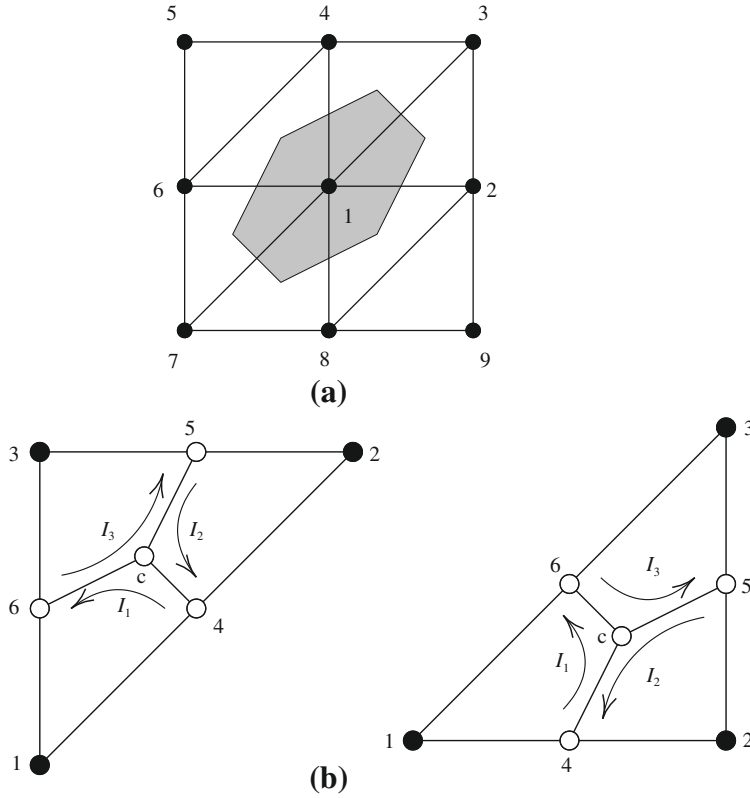 5 4 3
6 1 2
7 8 9
(a)
3 5 2
I₃ I₂
c
6 I₁ 4
1
3
6 I₃ 5
c
I₁ I₂
1 4 2
(b)